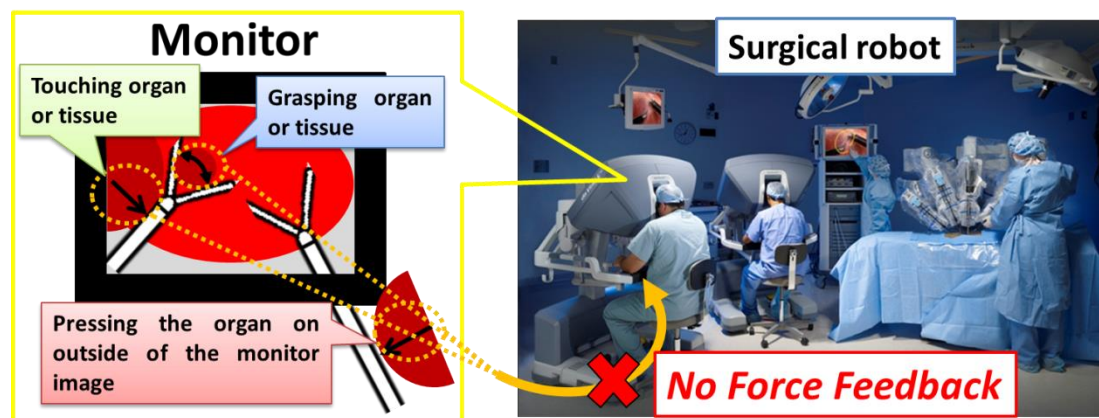 Monitor
Touching organ
or tissue
Grasping organ
or tissue
Pressing the organ on
outside of the monitor
image
Surgical robot
No Force Feedback